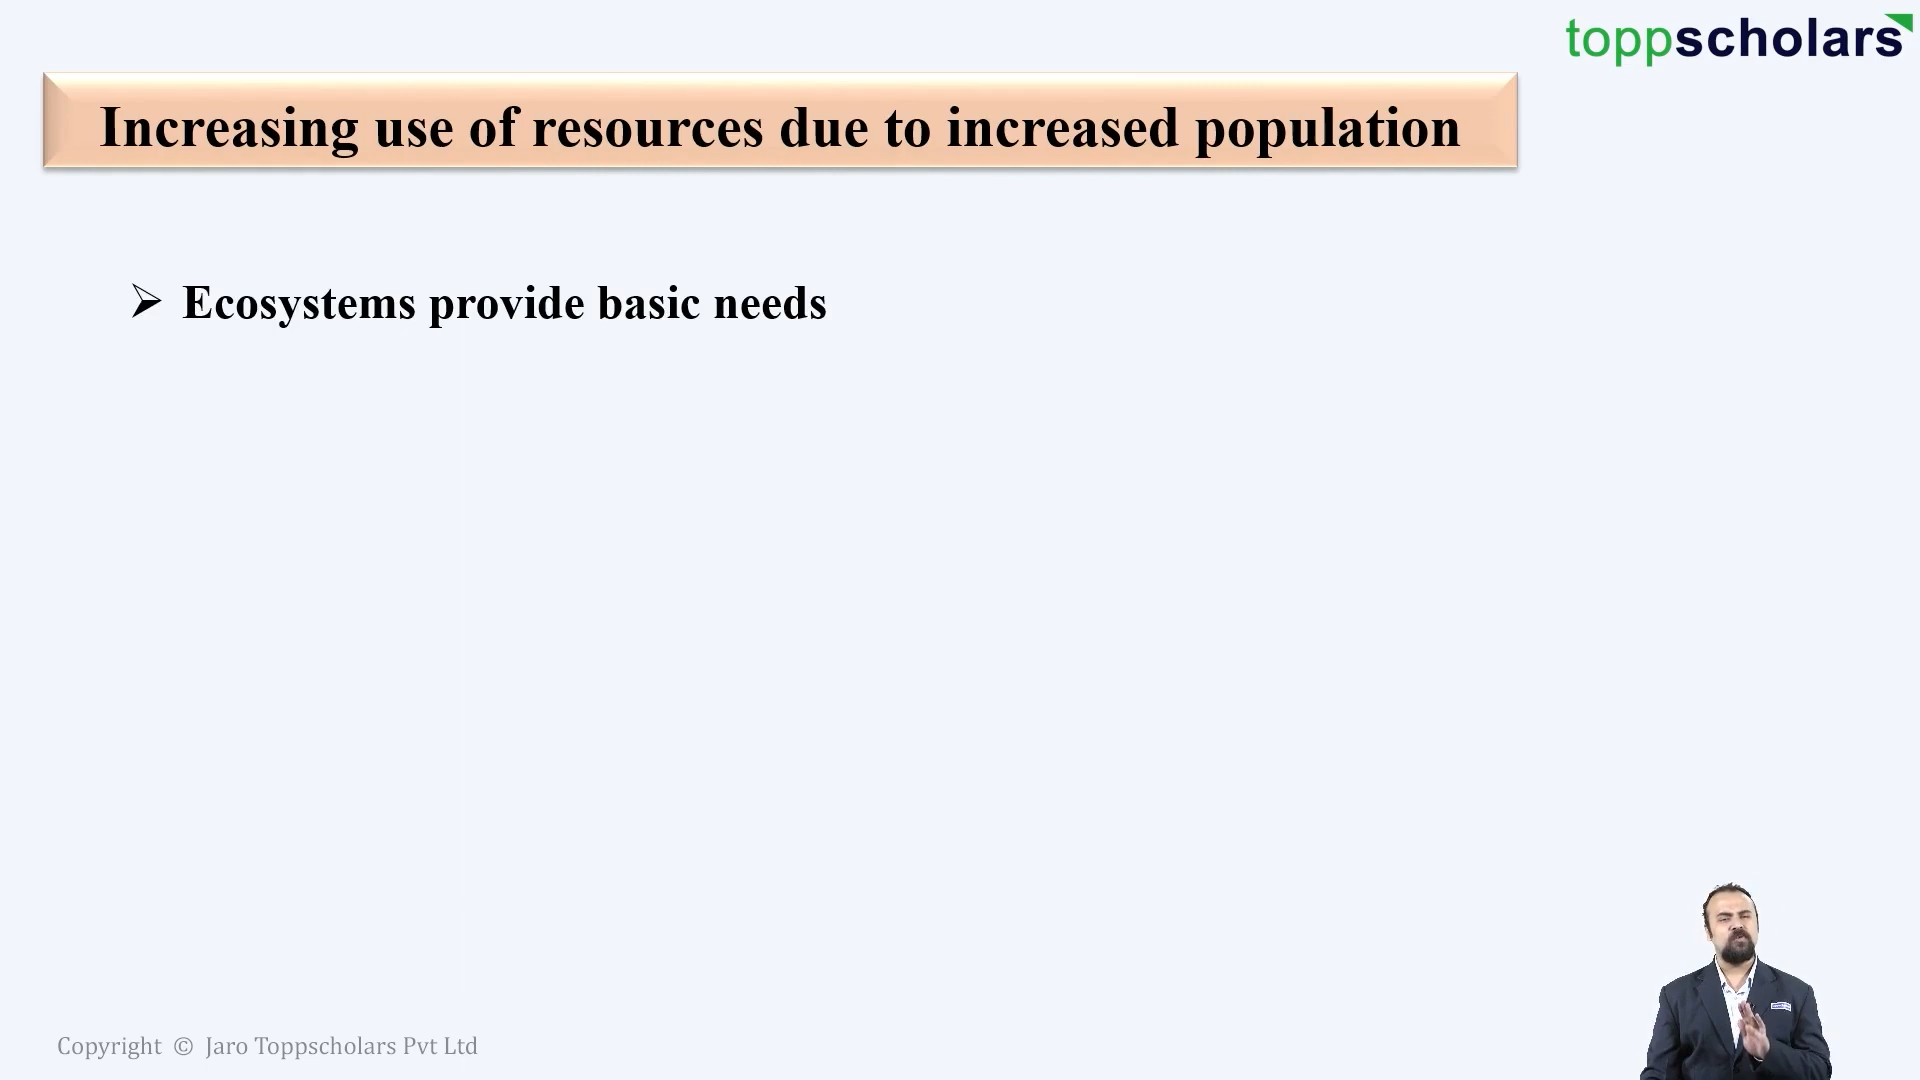 toppscholars
Increasing use of resources due to increased population
➢ Ecosystems provide basic needs
Copyright © Jaro Toppscholars Pvt Ltd